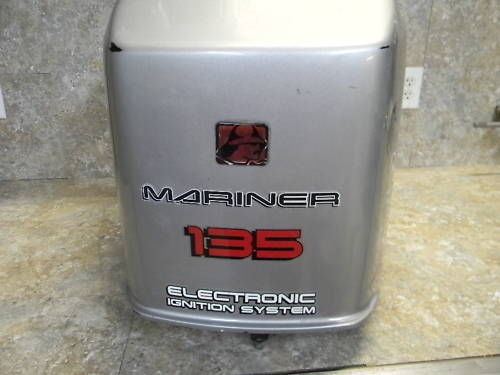 MARINER
135
ELECTRONIC
IGNITION SYSTEM